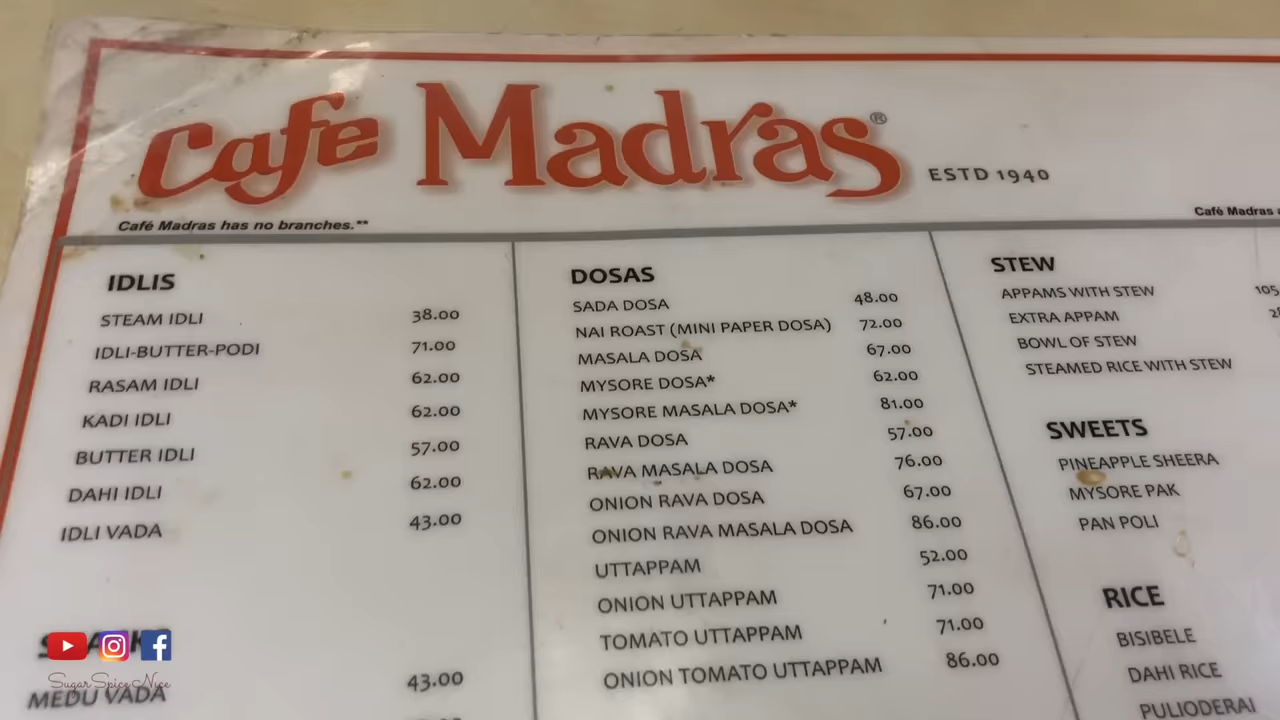 Cafe Madras®
ESTD 1940
Café Madras has no branches.**
Café Madras
IDLIS
STEAM IDLI 38.00
IDLI-BUTTER-PODI 71.00
RASAM IDLI 62.00
KADI IDLI 62.00
BUTTER IDLI 57.00
DAHI IDLI 62.00
IDLI VADA 43.00
MEDU VADA 43.00
DOSAS
SADA DOSA 48.00
NAI ROAST (MINI PAPER DOSA) 72.00
MASALA DOSA 67.00
MYSORE DOSA* 62.00
MYSORE MASALA DOSA* 81.00
RAVA DOSA 57.00
RAVA MASALA DOSA 76.00
ONION RAVA DOSA 67.00
ONION RAVA MASALA DOSA 86.00
UTTAPPAM 52.00
ONION UTTAPPAM 71.00
TOMATO UTTAPPAM 71.00
ONION TOMATO UTTAPPAM 86.00
STEW
APPAMS WITH STEW 105
EXTRA APPAM
BOWL OF STEW
STEAMED RICE WITH STEW
SWEETS
PINEAPPLE SHEERA
MYSORE PAK
PAN POLI
RICE
BISIBELE
DAHI RICE
PULIODERAI
Sugar Spice Nice